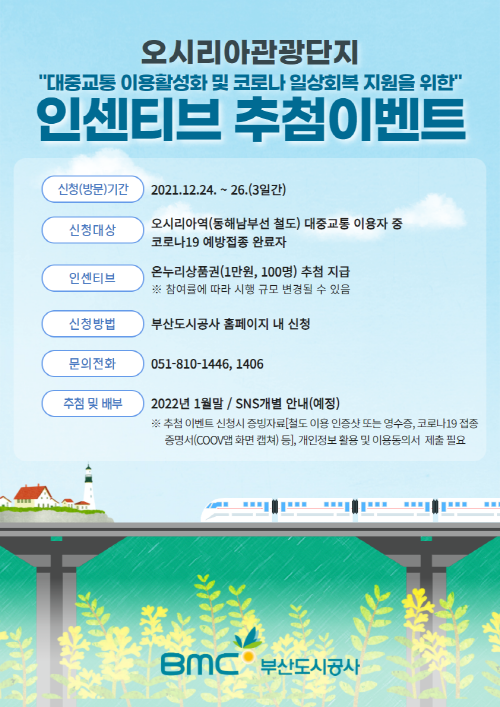 오시리아관광단지
"대중교통 이용활성화 및 코로나 일상회복 지원을 위한"
인센티브 추첨이벤트
신청(방문)기간 2021.12.24. ~ 26.(3일간)
신청대상 오시리아역(동해남부선 철도) 대중교통 이용자 중
코로나19 예방접종 완료자
인센티브 온누리상품권(1만원, 100명) 추첨 지급
※ 참여률에 따라 시행 규모 변경될 수 있음
신청방법 부산도시공사 홈페이지 내 신청
문의전화 051-810-1446, 1406
추첨 및 배부 2022년 1월말 / SNS개별 안내(예정)
※ 추첨 이벤트 신청시 증빙자료[철도 이용 인증샷 또는 영수증, 코로나19 접종
증명서(COOV앱 화면 캡쳐) 등], 개인정보 활용 및 이용동의서 제출 필요
BMC 부산도시공사